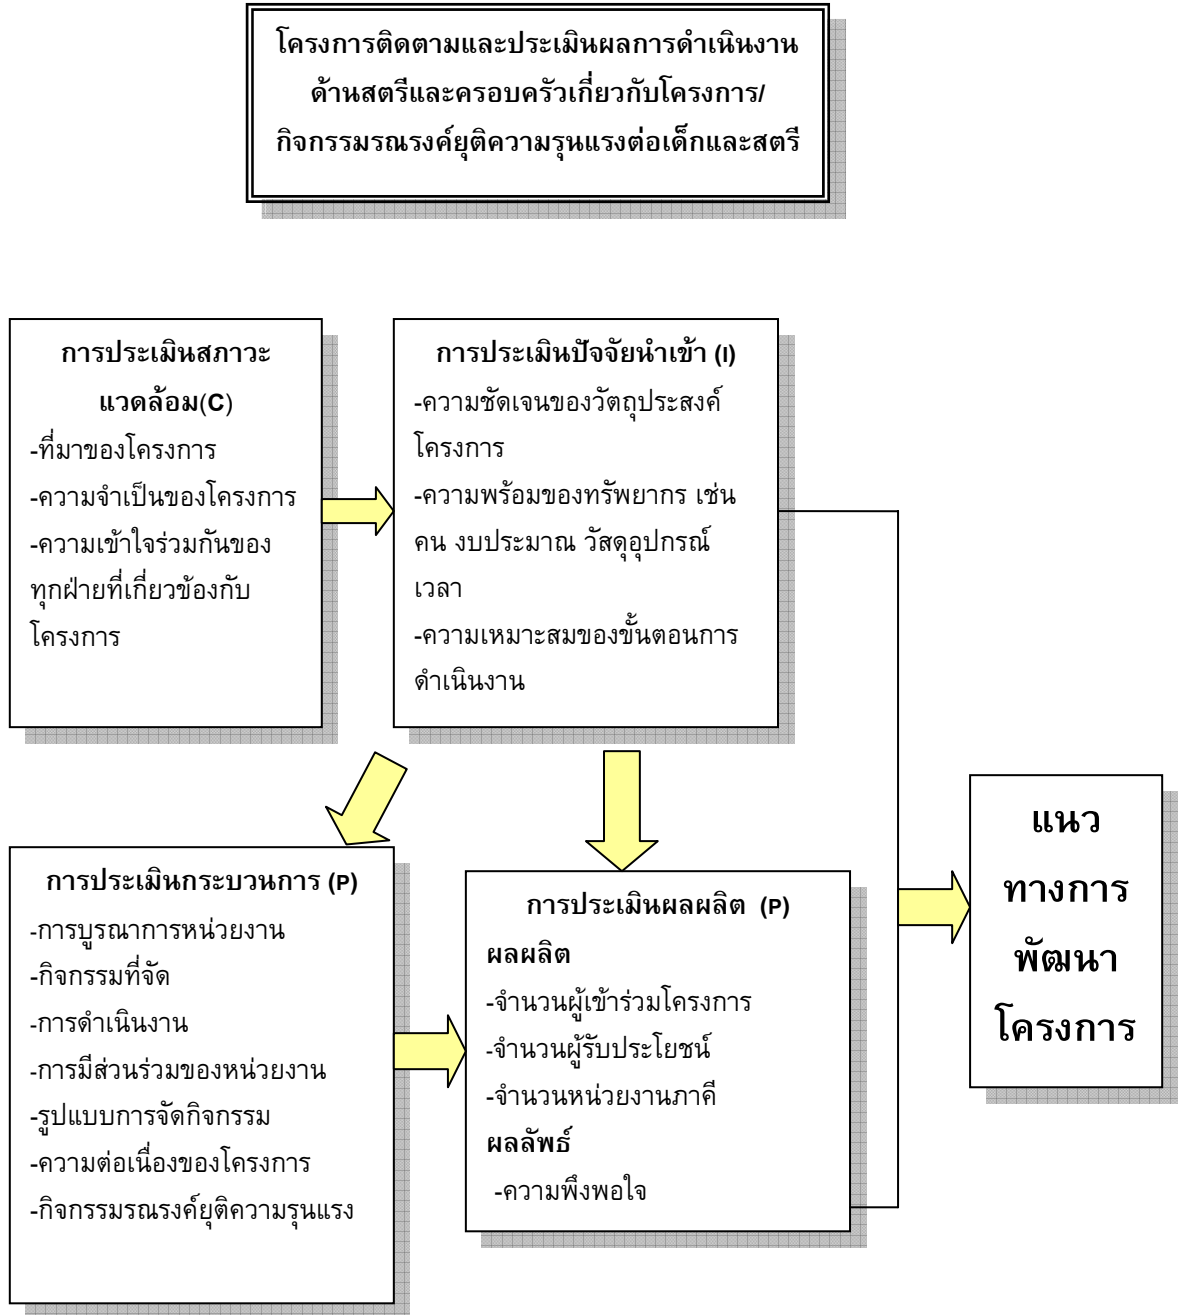 โครงการติดตามและประเมินผลการดำเนินงาน
ด้านสตรีและครอบครัวเกี่ยวกับโครงการ/
กิจกรรมรณรงค์ยุติความรุนแรงต่อเด็กและสตรี
การประเมินสภาวะ
แวดล้อม(C)
-ที่มาของโครงการ
-ความจำเป็นของโครงการ
-ความเข้าใจร่วมกันของ
ทุกฝ่ายที่เกี่ยวข้องกับ
โครงการ
การประเมินปัจจัยนำเข้า (I)
-ความชัดเจนของวัตถุประสงค์
โครงการ
-ความพร้อมของทรัพยากร เช่น
คน งบประมาณ วัสดุอุปกรณ์
เวลา
-ความเหมาะสมของขั้นตอนการ
ดำเนินงาน
การประเมินกระบวนการ (P)
-การบูรณาการหน่วยงาน
-กิจกรรมที่จัด
-การดำเนินงาน
-การมีส่วนร่วมของหน่วยงาน
-รูปแบบการจัดกิจกรรม
-ความต่อเนื่องของโครงการ
-กิจกรรมรณรงค์ยุติความรุนแรง
การประเมินผลผลิต (P)
ผลผลิต
-จำนวนผู้เข้าร่วมโครงการ
-จำนวนผู้รับประโยชน์
-จำนวนหน่วยงานภาคี
ผลลัพธ์
-ความพึงพอใจ
แนว
ทางการ
พัฒนา
โครงการ